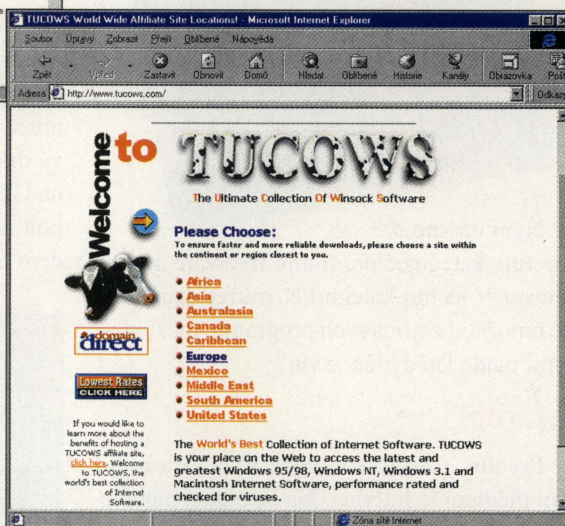 TUCOWS World Wide Affiliate Site Locations! - Microsoft Internet Explorer
Soubor Úpravy Zobrazit Přejít Oblíbené Nápověda
Zpět Vpřed Zastavit Obnovit Domů Hledat Oblíbené Historie Kanály Obrazovka
Adresa http://www.tucows.com/ Odkazy
Welcome to
TUCOWS
The Ultimate Collection Of Winsock Software
Please Choose:
To ensure faster and more reliable downloads, please choose a site within
the continent or region closest to you.
Africa
Asia
Australasia
Canada
Caribbean
Europe
Mexico
Middle East
South America
United States
The World's Best Collection of Internet Software. TUCOWS
is your place on the Web to access the latest and
greatest Windows 95/98, Windows NT, Windows 3.1 and
Macintosh Internet Software, performance rated and
checked for viruses.
a domain
direct
Lowest Rates
CLICK HERE
If you would like to
learn more about the
benefits of hosting a
TUCOWS affiliate site,
click here. Welcome
to TUCOWS, the
world's best collection
of Internet
Software.
Zóna sítě Internet